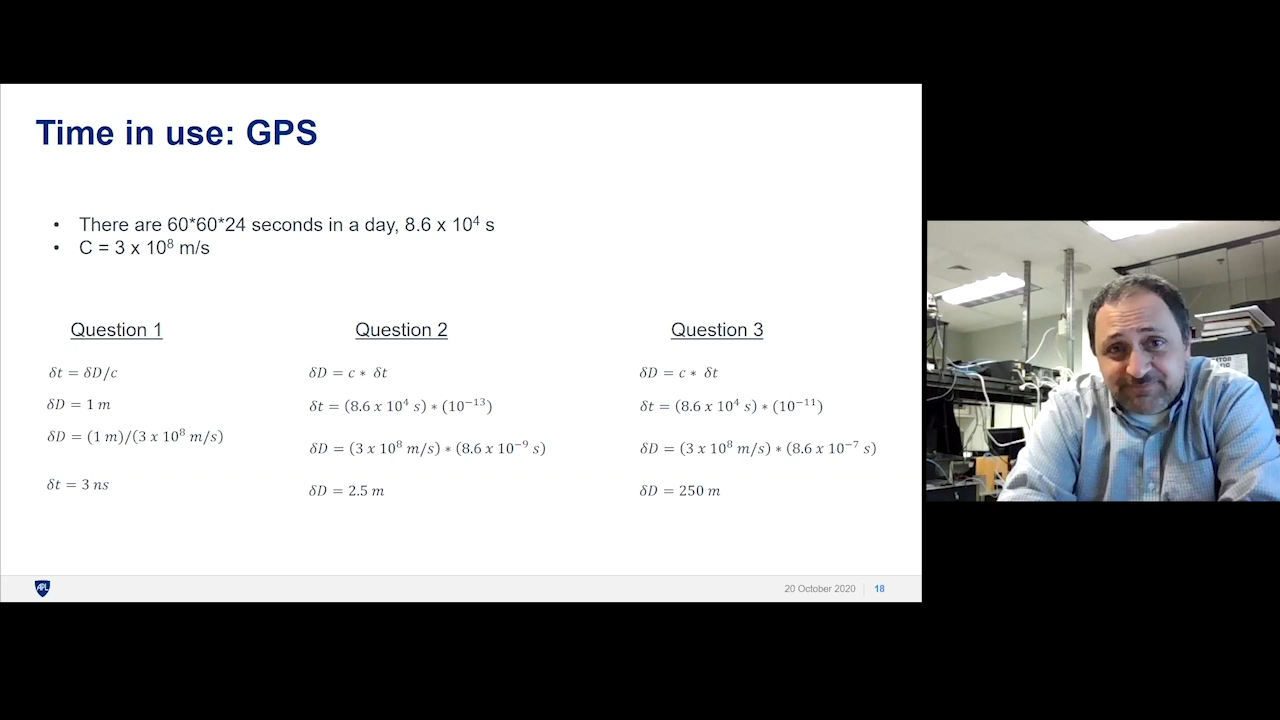 Time in use: GPS
• There are 60*60*24 seconds in a day, 8.6 x 10⁴ s
• C = 3 x 10⁸ m/s
Question 1
δt = δD/c
δD = 1 m
δD = (1 m)/(3 x 10⁸ m/s)
δt = 3 ns
Question 2
δD = c ∗ δt
δt = (8.6 x 10⁴ s) ∗ (10⁻¹³)
δD = (3 x 10⁸ m/s) ∗ (8.6 x 10⁻⁹ s)
δD = 2.5 m
Question 3
δD = c ∗ δt
δt = (8.6 x 10⁴ s) ∗ (10⁻¹¹)
δD = (3 x 10⁸ m/s) ∗ (8.6 x 10⁻⁷ s)
δD = 250 m
APL
20 October 2020 | 18